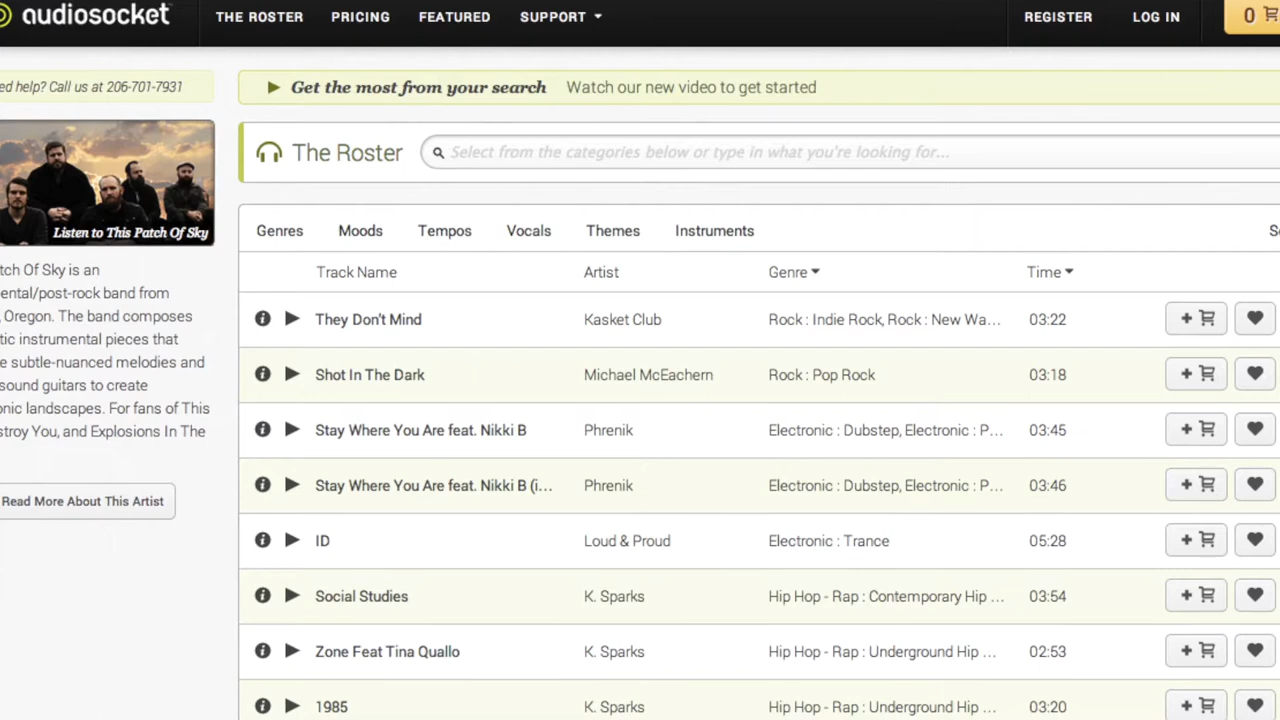 audiosocket THE ROSTER PRICING FEATURED SUPPORT REGISTER LOG IN 0
ed help? Call us at 206-701-7931
Get the most from your search Watch our new video to get started
The Roster Select from the categories below or type in what you're looking for...
Listen to This Patch Of Sky
tch Of Sky is an
ental/post-rock band from
, Oregon. The band composes
tic instrumental pieces that
e subtle-nuanced melodies and
sound guitars to create
onic landscapes. For fans of This
stroy You, and Explosions In The
Read More About This Artist
Genres Moods Tempos Vocals Themes Instruments Se
Track Name Artist Genre Time
They Don't Mind Kasket Club Rock : Indie Rock, Rock : New Wa... 03:22
Shot In The Dark Michael McEachern Rock : Pop Rock 03:18
Stay Where You Are feat. Nikki B Phrenik Electronic : Dubstep, Electronic : P... 03:45
Stay Where You Are feat. Nikki B (i... Phrenik Electronic : Dubstep, Electronic : P... 03:46
ID Loud & Proud Electronic : Trance 05:28
Social Studies K. Sparks Hip Hop - Rap : Contemporary Hip ... 03:54
Zone Feat Tina Quallo K. Sparks Hip Hop - Rap : Underground Hip ... 02:53
1985 K. Sparks Hip Hop - Rap : Underground Hip ... 03:20